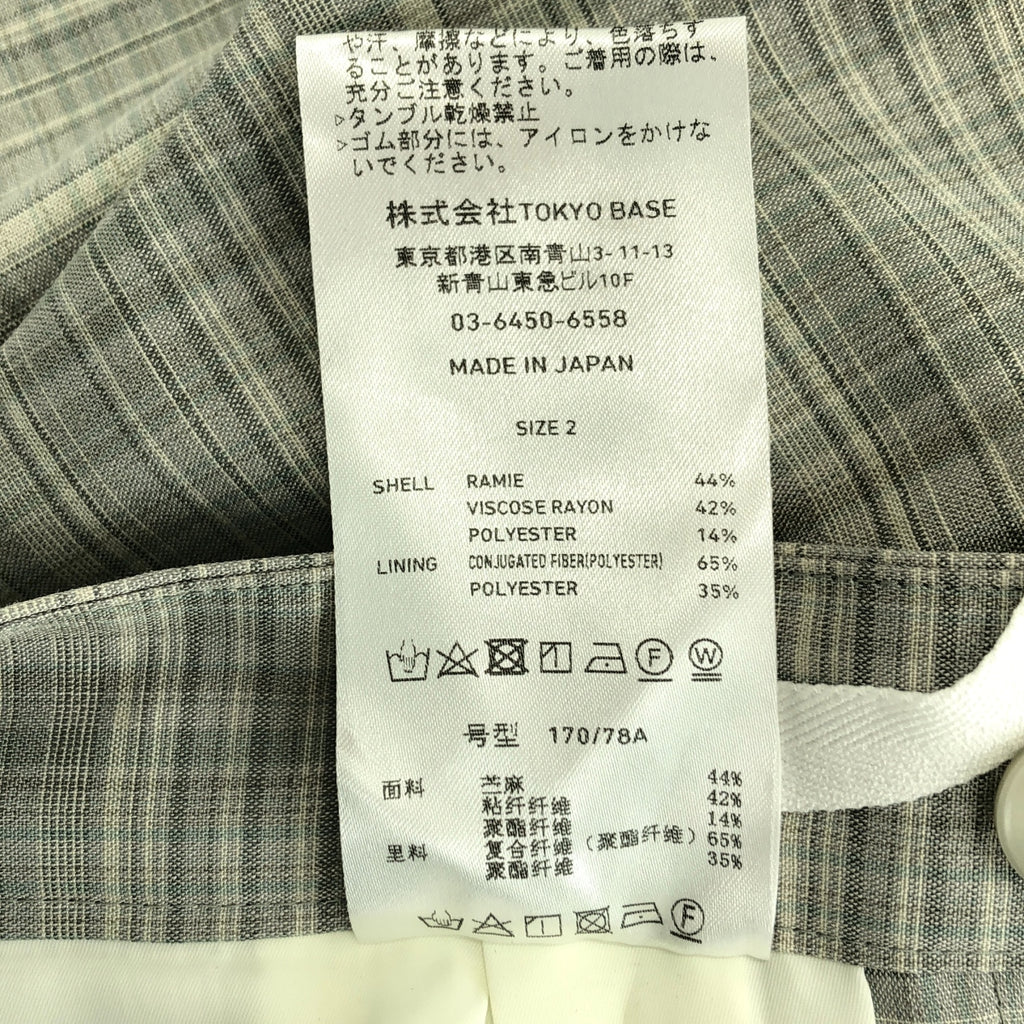 や汗、摩擦などにより、色落ちす
ることがあります。ご着用の際は、
充分ご注意ください。
▷タンブル乾燥禁止
▷ゴム部分には、アイロンをかけな
いでください。
株式会社TOKYO BASE
東京都港区南青山3-11-13
新青山東急ビル10F
03-6450-6558
MADE IN JAPAN
SIZE 2
SHELL RAMIE 44%
VISCOSE RAYON 42%
POLYESTER 14%
LINING CONJUGATED FIBER(POLYESTER) 65%
POLYESTER 35%
F W
号型 170/78A
面料 苎麻 44%
粘纤纤维 42%
聚酯纤维 14%
里料 复合纤维（聚酯纤维）65%
聚酯纤维 35%
F